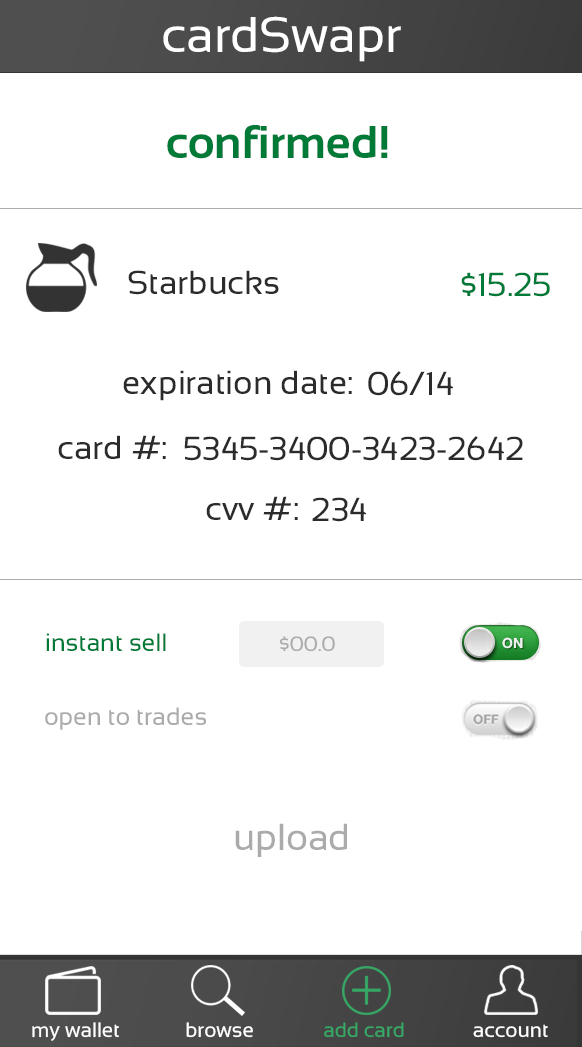 cardSwapr
confirmed!
Starbucks $15.25
expiration date: 06/14
card #: 5345-3400-3423-2642
cvv #: 234
instant sell $00.0 ON
open to trades OFF
upload
my wallet browse add card account